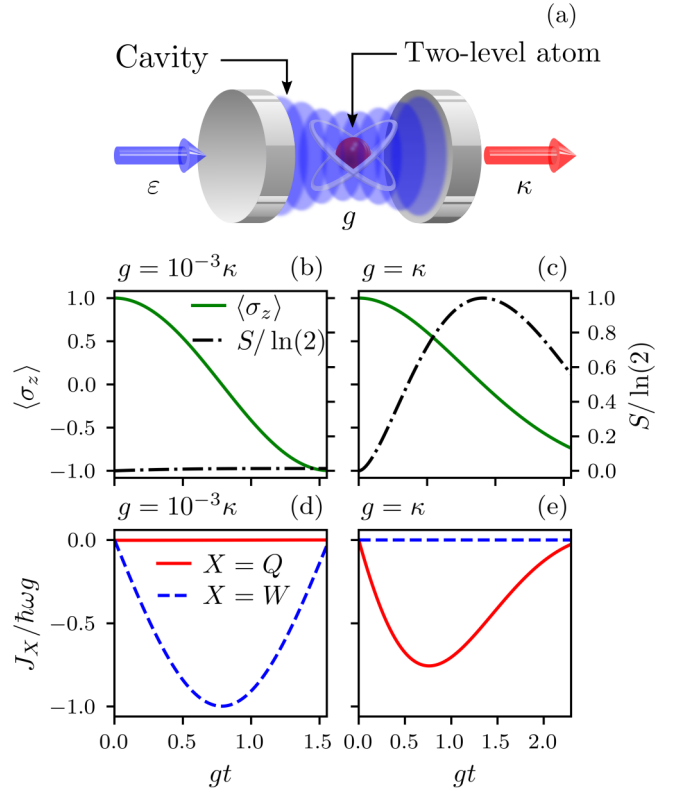 (a)
Cavity
Two-level atom
ε
g
κ
g = 10⁻³κ
(b)
g = κ
(c)
1.0
0.5
0.0
−0.5
−1.0
⟨σ_z⟩
⟨σ_z⟩
S/ ln(2)
1.0
0.8
0.6
0.4
0.2
0.0
S/ ln(2)
g = 10⁻³κ
(d)
g = κ
(e)
0.0
−0.5
−1.0
J_X/ħωg
X = Q
X = W
0.0 0.5 1.0 1.5
gt
0.0 0.5 1.0 1.5 2.0
gt